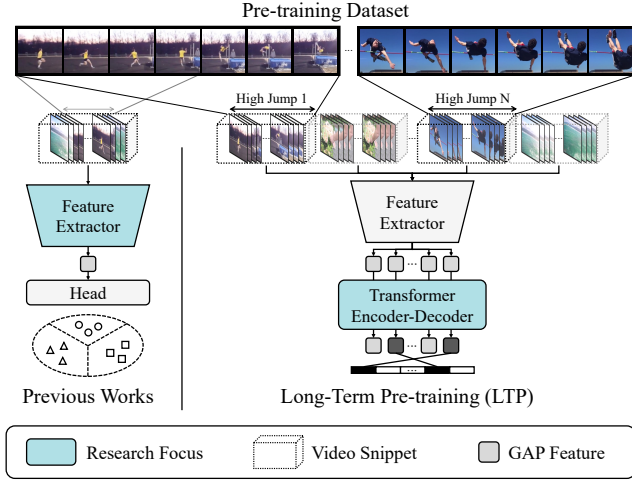 Pre-training Dataset
...
High Jump 1
High Jump N
Feature
Extractor
Head
Previous Works
Feature
Extractor
...
Transformer
Encoder-Decoder
...
...
Long-Term Pre-training (LTP)
Research Focus
Video Snippet
GAP Feature